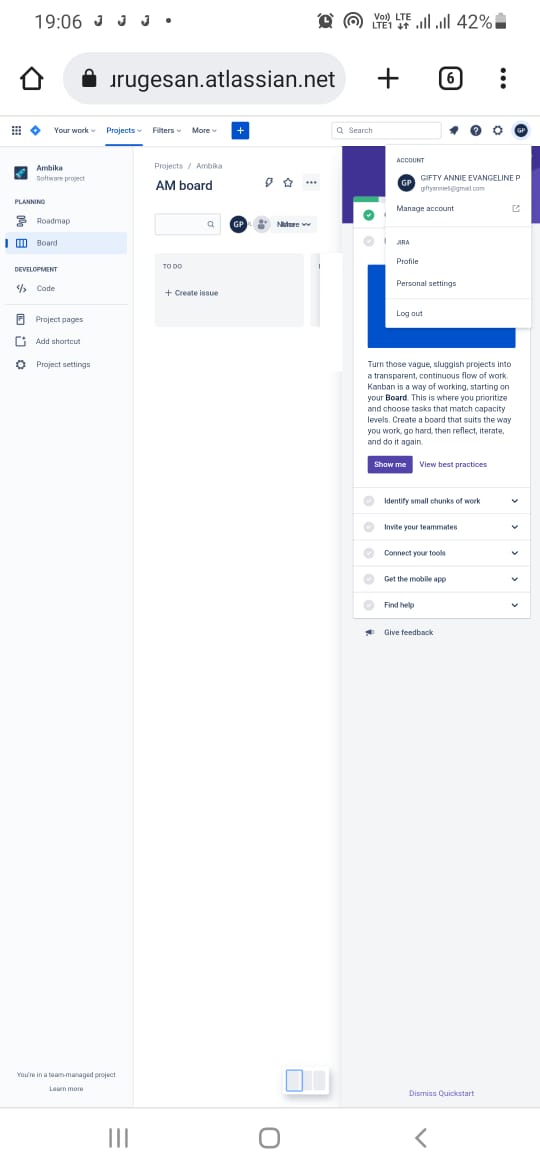 19:06
Vo) LTE
LTE1
42%
ırugesan.atlassian.net
6
Your work
Projects
Filters
More
Search
GP
Ambika
Software project
PLANNING
Roadmap
Board
DEVELOPMENT
Code
Project pages
Add shortcut
Project settings
You're in a team-managed project
Learn more
Projects / Ambika
AM board
GP
TO DO
+ Create issue
ACCOUNT
GP
GIFTY ANNIE EVANGELINE P
Manage account
JIRA
Profile
Personal settings
Log out
Turn those vague, sluggish projects into
a transparent, continuous flow of work.
Kanban is a way of working, starting on
your Board. This is where you prioritize
and choose tasks that match capacity
levels. Create a board that suits the way
you work, go hard, then reflect, iterate,
and do it again.
Show me
View best practices
Identify small chunks of work
Invite your teammates
Connect your tools
Get the mobile app
Find help
Give feedback
Dismiss Quickstart